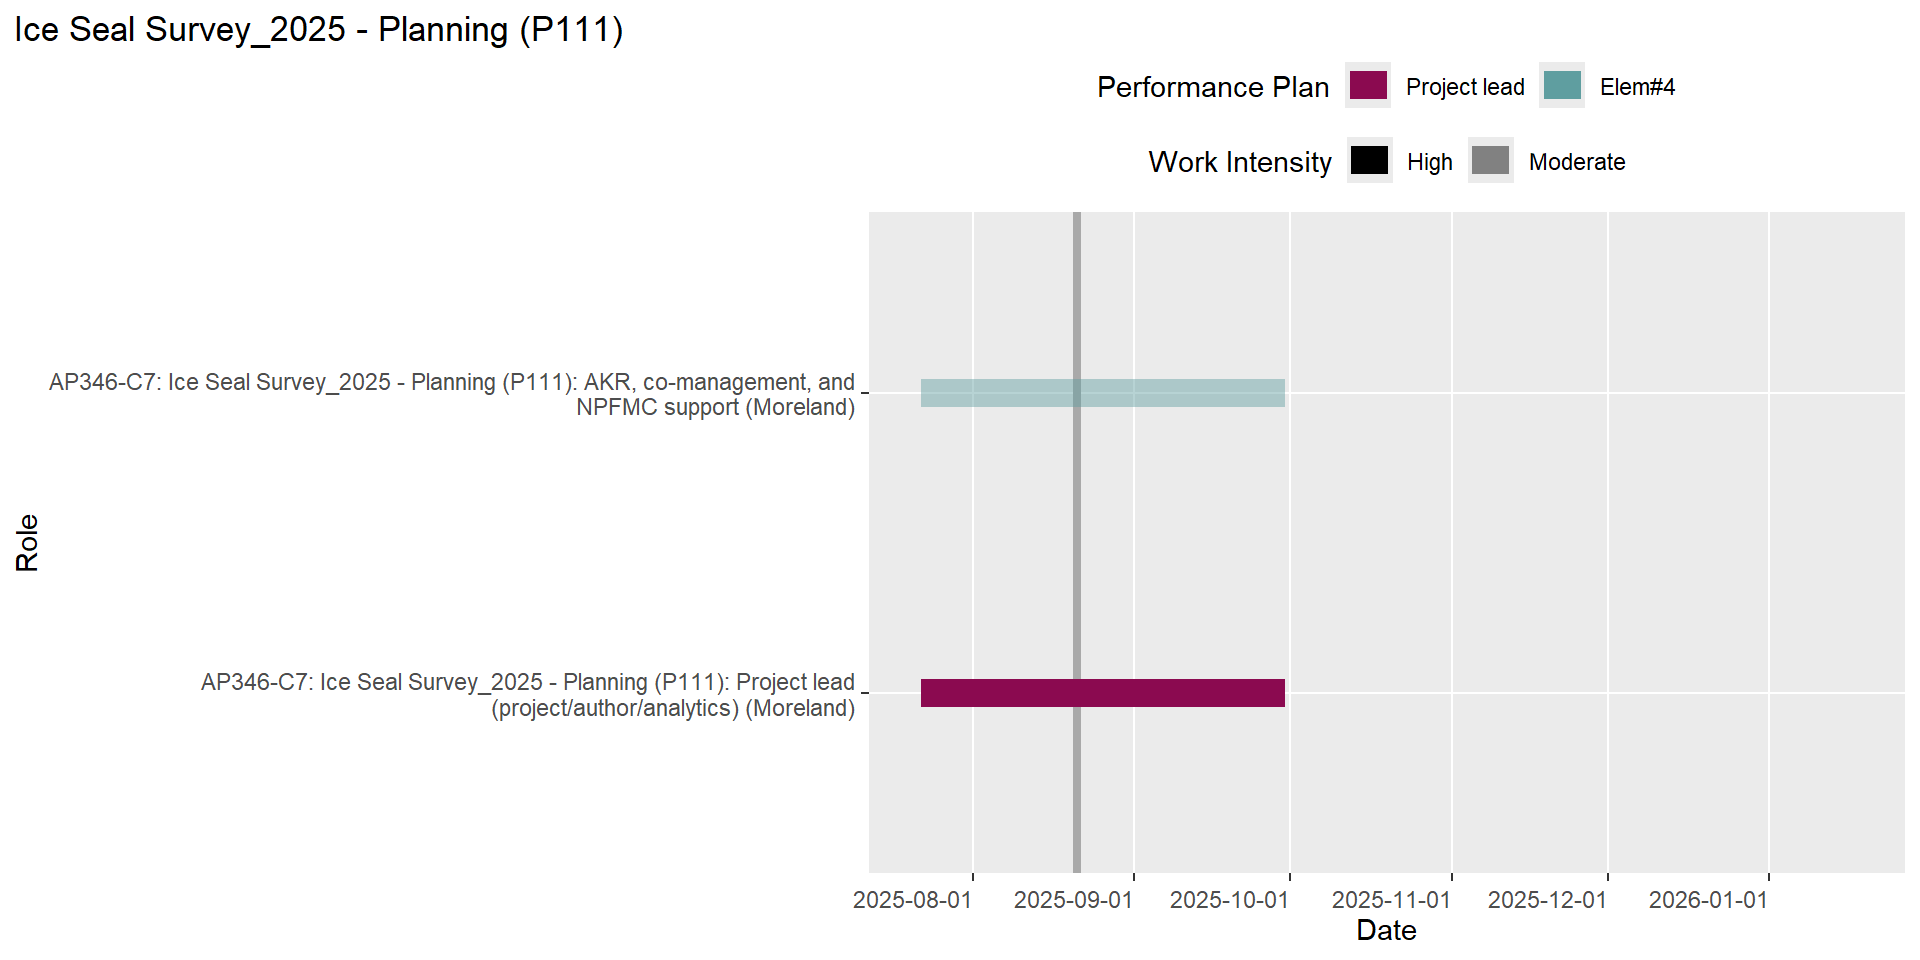 Ice Seal Survey_2025 - Planning (P111)
Performance Plan Project lead Elem#4
Work Intensity High Moderate
AP346-C7: Ice Seal Survey_2025 - Planning (P111): AKR, co-management, and
NPFMC support (Moreland)
Role
AP346-C7: Ice Seal Survey_2025 - Planning (P111): Project lead
(project/author/analytics) (Moreland)
2025-08-01 2025-09-01 2025-10-01 2025-11-01 2025-12-01 2026-01-01
Date